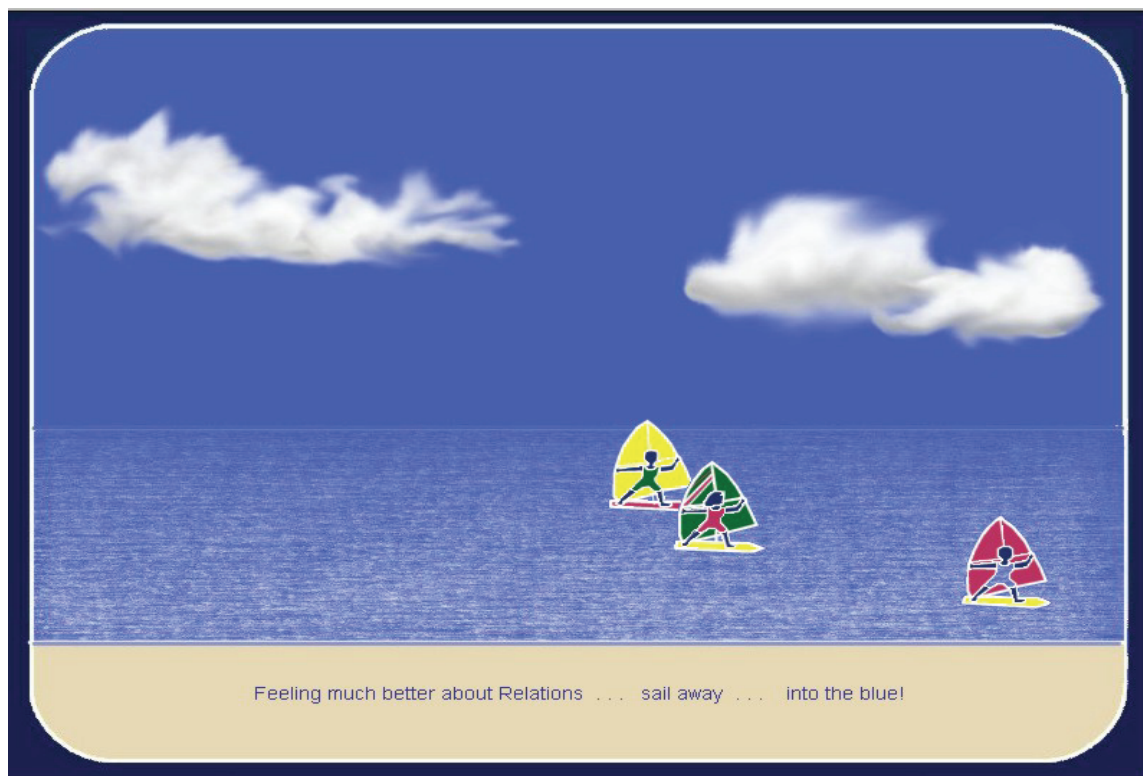 Feeling much better about Relations . . . sail away . . . into the blue!